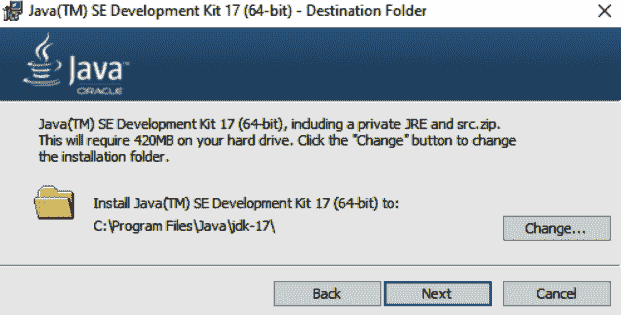 Java(TM) SE Development Kit 17 (64-bit) - Destination Folder
Java™
ORACLE
Java(TM) SE Development Kit 17 (64-bit), including a private JRE and src.zip.
This will require 420MB on your hard drive. Click the "Change" button to change
the installation folder.
Install Java(TM) SE Development Kit 17 (64-bit) to:
C:\Program Files\Java\jdk-17\
Change...
Back
Next
Cancel